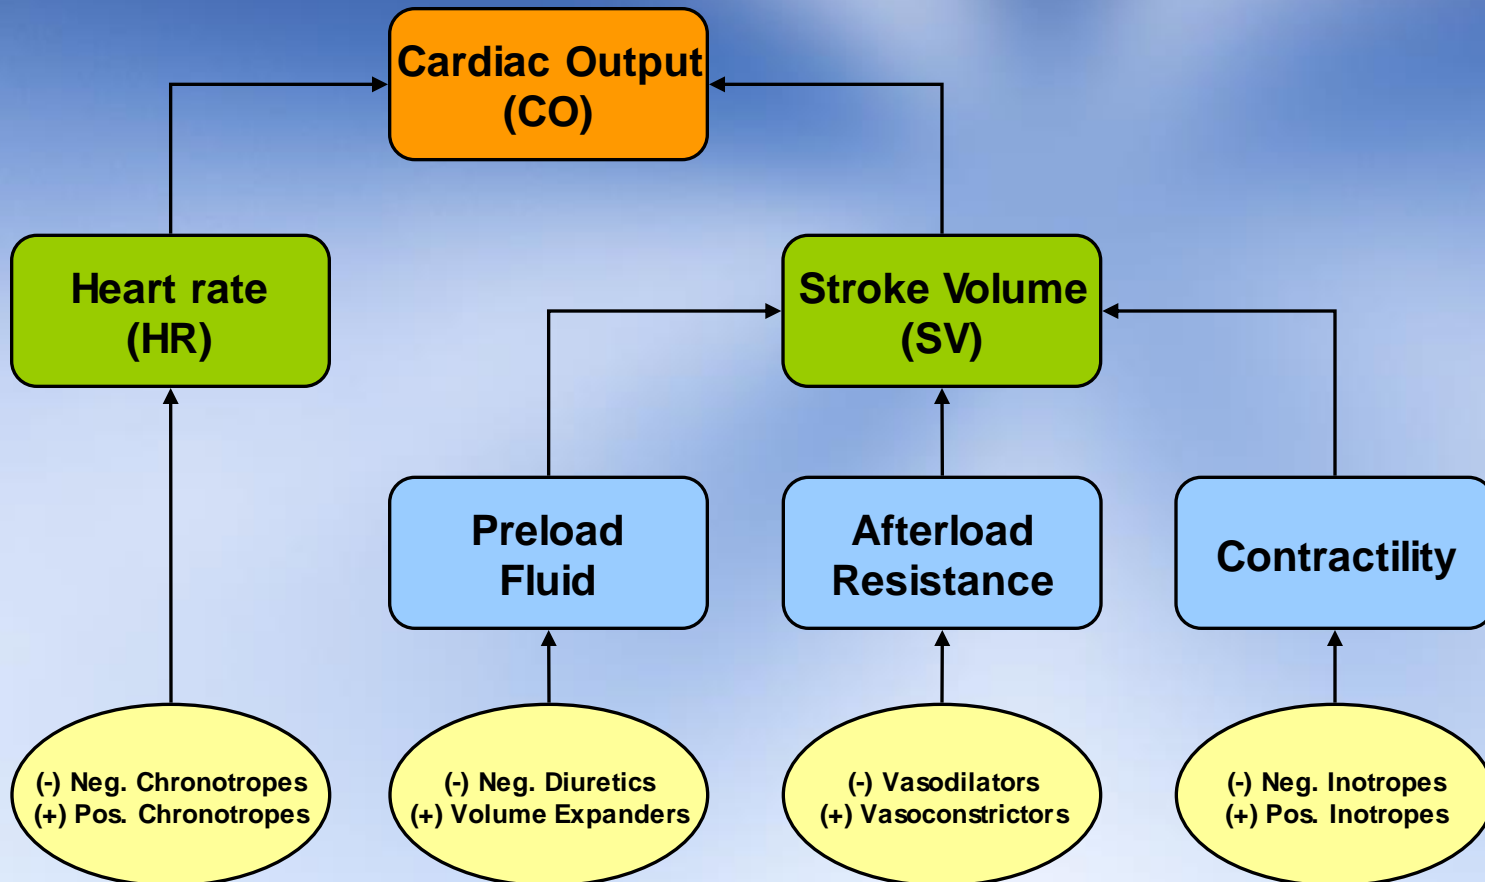 Cardiac Output
(CO)
Heart rate
(HR)
Stroke Volume
(SV)
Preload
Fluid
Afterload
Resistance
Contractility
(-) Neg. Chronotropes
(+) Pos. Chronotropes
(-) Neg. Diuretics
(+) Volume Expanders
(-) Vasodilators
(+) Vasoconstrictors
(-) Neg. Inotropes
(+) Pos. Inotropes